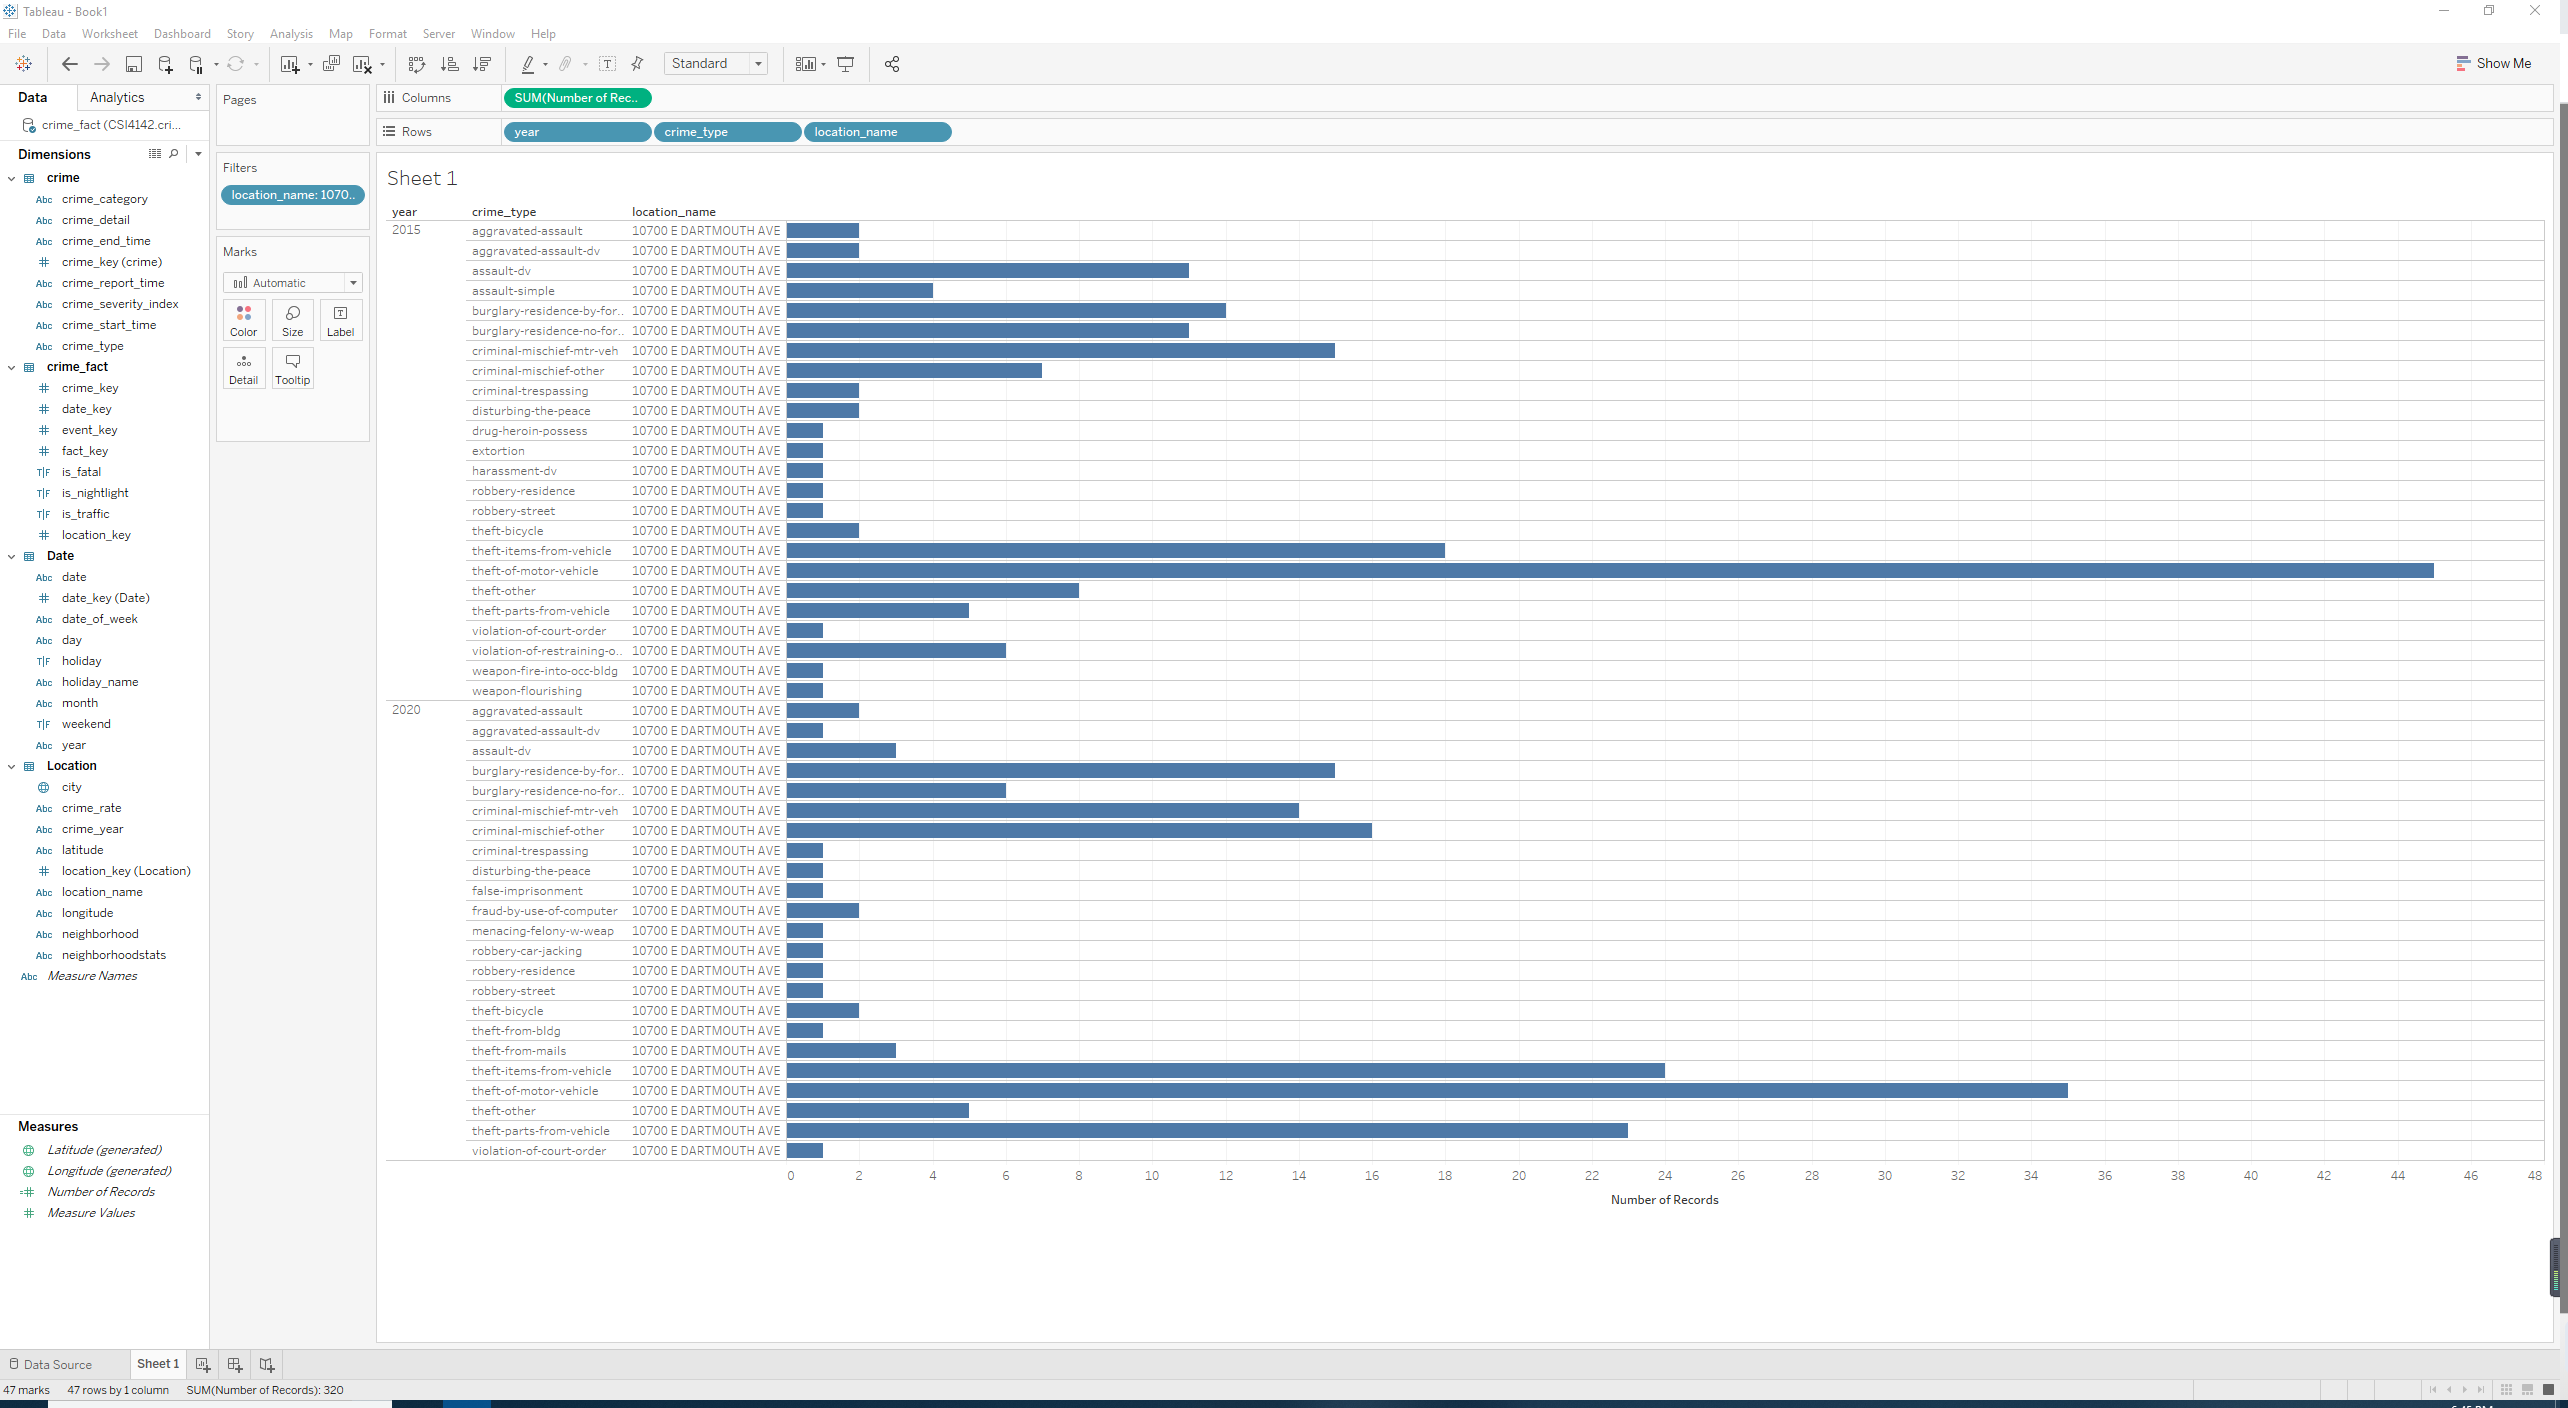 Tableau - Book1
File Data Worksheet Dashboard Story Analysis Map Format Server Window Help
Standard
Show Me
Data Analytics
crime_fact (CSI4142.cri...
Dimensions
crime
Abc crime_category
Abc crime_detail
Abc crime_end_time
# crime_key (crime)
Abc crime_report_time
Abc crime_severity_index
Abc crime_start_time
Abc crime_type
crime_fact
# crime_key
# date_key
# event_key
# fact_key
T|F is_fatal
T|F is_nightlight
T|F is_traffic
# location_key
Date
Abc date
# date_key (Date)
Abc date_of_week
Abc day
T|F holiday
Abc holiday_name
Abc month
T|F weekend
Abc year
Location
city
Abc crime_rate
Abc crime_year
Abc latitude
# location_key (Location)
Abc location_name
Abc longitude
Abc neighborhood
Abc neighborhoodstats
Abc Measure Names
Measures
Latitude (generated)
Longitude (generated)
=# Number of Records
# Measure Values
Pages
Filters
location_name: 1070..
Marks
Automatic
Color Size Label
Detail Tooltip
Columns SUM(Number of Rec..
Rows year crime_type location_name
Sheet 1
year crime_type location_name
2015 aggravated-assault 10700 E DARTMOUTH AVE
aggravated-assault-dv 10700 E DARTMOUTH AVE
assault-dv 10700 E DARTMOUTH AVE
assault-simple 10700 E DARTMOUTH AVE
burglary-residence-by-for.. 10700 E DARTMOUTH AVE
burglary-residence-no-for.. 10700 E DARTMOUTH AVE
criminal-mischief-mtr-veh 10700 E DARTMOUTH AVE
criminal-mischief-other 10700 E DARTMOUTH AVE
criminal-trespassing 10700 E DARTMOUTH AVE
disturbing-the-peace 10700 E DARTMOUTH AVE
drug-heroin-possess 10700 E DARTMOUTH AVE
extortion 10700 E DARTMOUTH AVE
harassment-dv 10700 E DARTMOUTH AVE
robbery-residence 10700 E DARTMOUTH AVE
robbery-street 10700 E DARTMOUTH AVE
theft-bicycle 10700 E DARTMOUTH AVE
theft-items-from-vehicle 10700 E DARTMOUTH AVE
theft-of-motor-vehicle 10700 E DARTMOUTH AVE
theft-other 10700 E DARTMOUTH AVE
theft-parts-from-vehicle 10700 E DARTMOUTH AVE
violation-of-court-order 10700 E DARTMOUTH AVE
violation-of-restraining-o.. 10700 E DARTMOUTH AVE
weapon-fire-into-occ-bldg 10700 E DARTMOUTH AVE
weapon-flourishing 10700 E DARTMOUTH AVE
2020 aggravated-assault 10700 E DARTMOUTH AVE
aggravated-assault-dv 10700 E DARTMOUTH AVE
assault-dv 10700 E DARTMOUTH AVE
burglary-residence-by-for.. 10700 E DARTMOUTH AVE
burglary-residence-no-for.. 10700 E DARTMOUTH AVE
criminal-mischief-mtr-veh 10700 E DARTMOUTH AVE
criminal-mischief-other 10700 E DARTMOUTH AVE
criminal-trespassing 10700 E DARTMOUTH AVE
disturbing-the-peace 10700 E DARTMOUTH AVE
false-imprisonment 10700 E DARTMOUTH AVE
fraud-by-use-of-computer 10700 E DARTMOUTH AVE
menacing-felony-w-weap 10700 E DARTMOUTH AVE
robbery-car-jacking 10700 E DARTMOUTH AVE
robbery-residence 10700 E DARTMOUTH AVE
robbery-street 10700 E DARTMOUTH AVE
theft-bicycle 10700 E DARTMOUTH AVE
theft-from-bldg 10700 E DARTMOUTH AVE
theft-from-mails 10700 E DARTMOUTH AVE
theft-items-from-vehicle 10700 E DARTMOUTH AVE
theft-of-motor-vehicle 10700 E DARTMOUTH AVE
theft-other 10700 E DARTMOUTH AVE
theft-parts-from-vehicle 10700 E DARTMOUTH AVE
violation-of-court-order 10700 E DARTMOUTH AVE
0 2 4 6 8 10 12 14 16 18 20 22 24 26 28 30 32 34 36 38 40 42 44 46 48
Number of Records
Data Source Sheet 1
47 marks 47 rows by 1 column SUM(Number of Records): 320